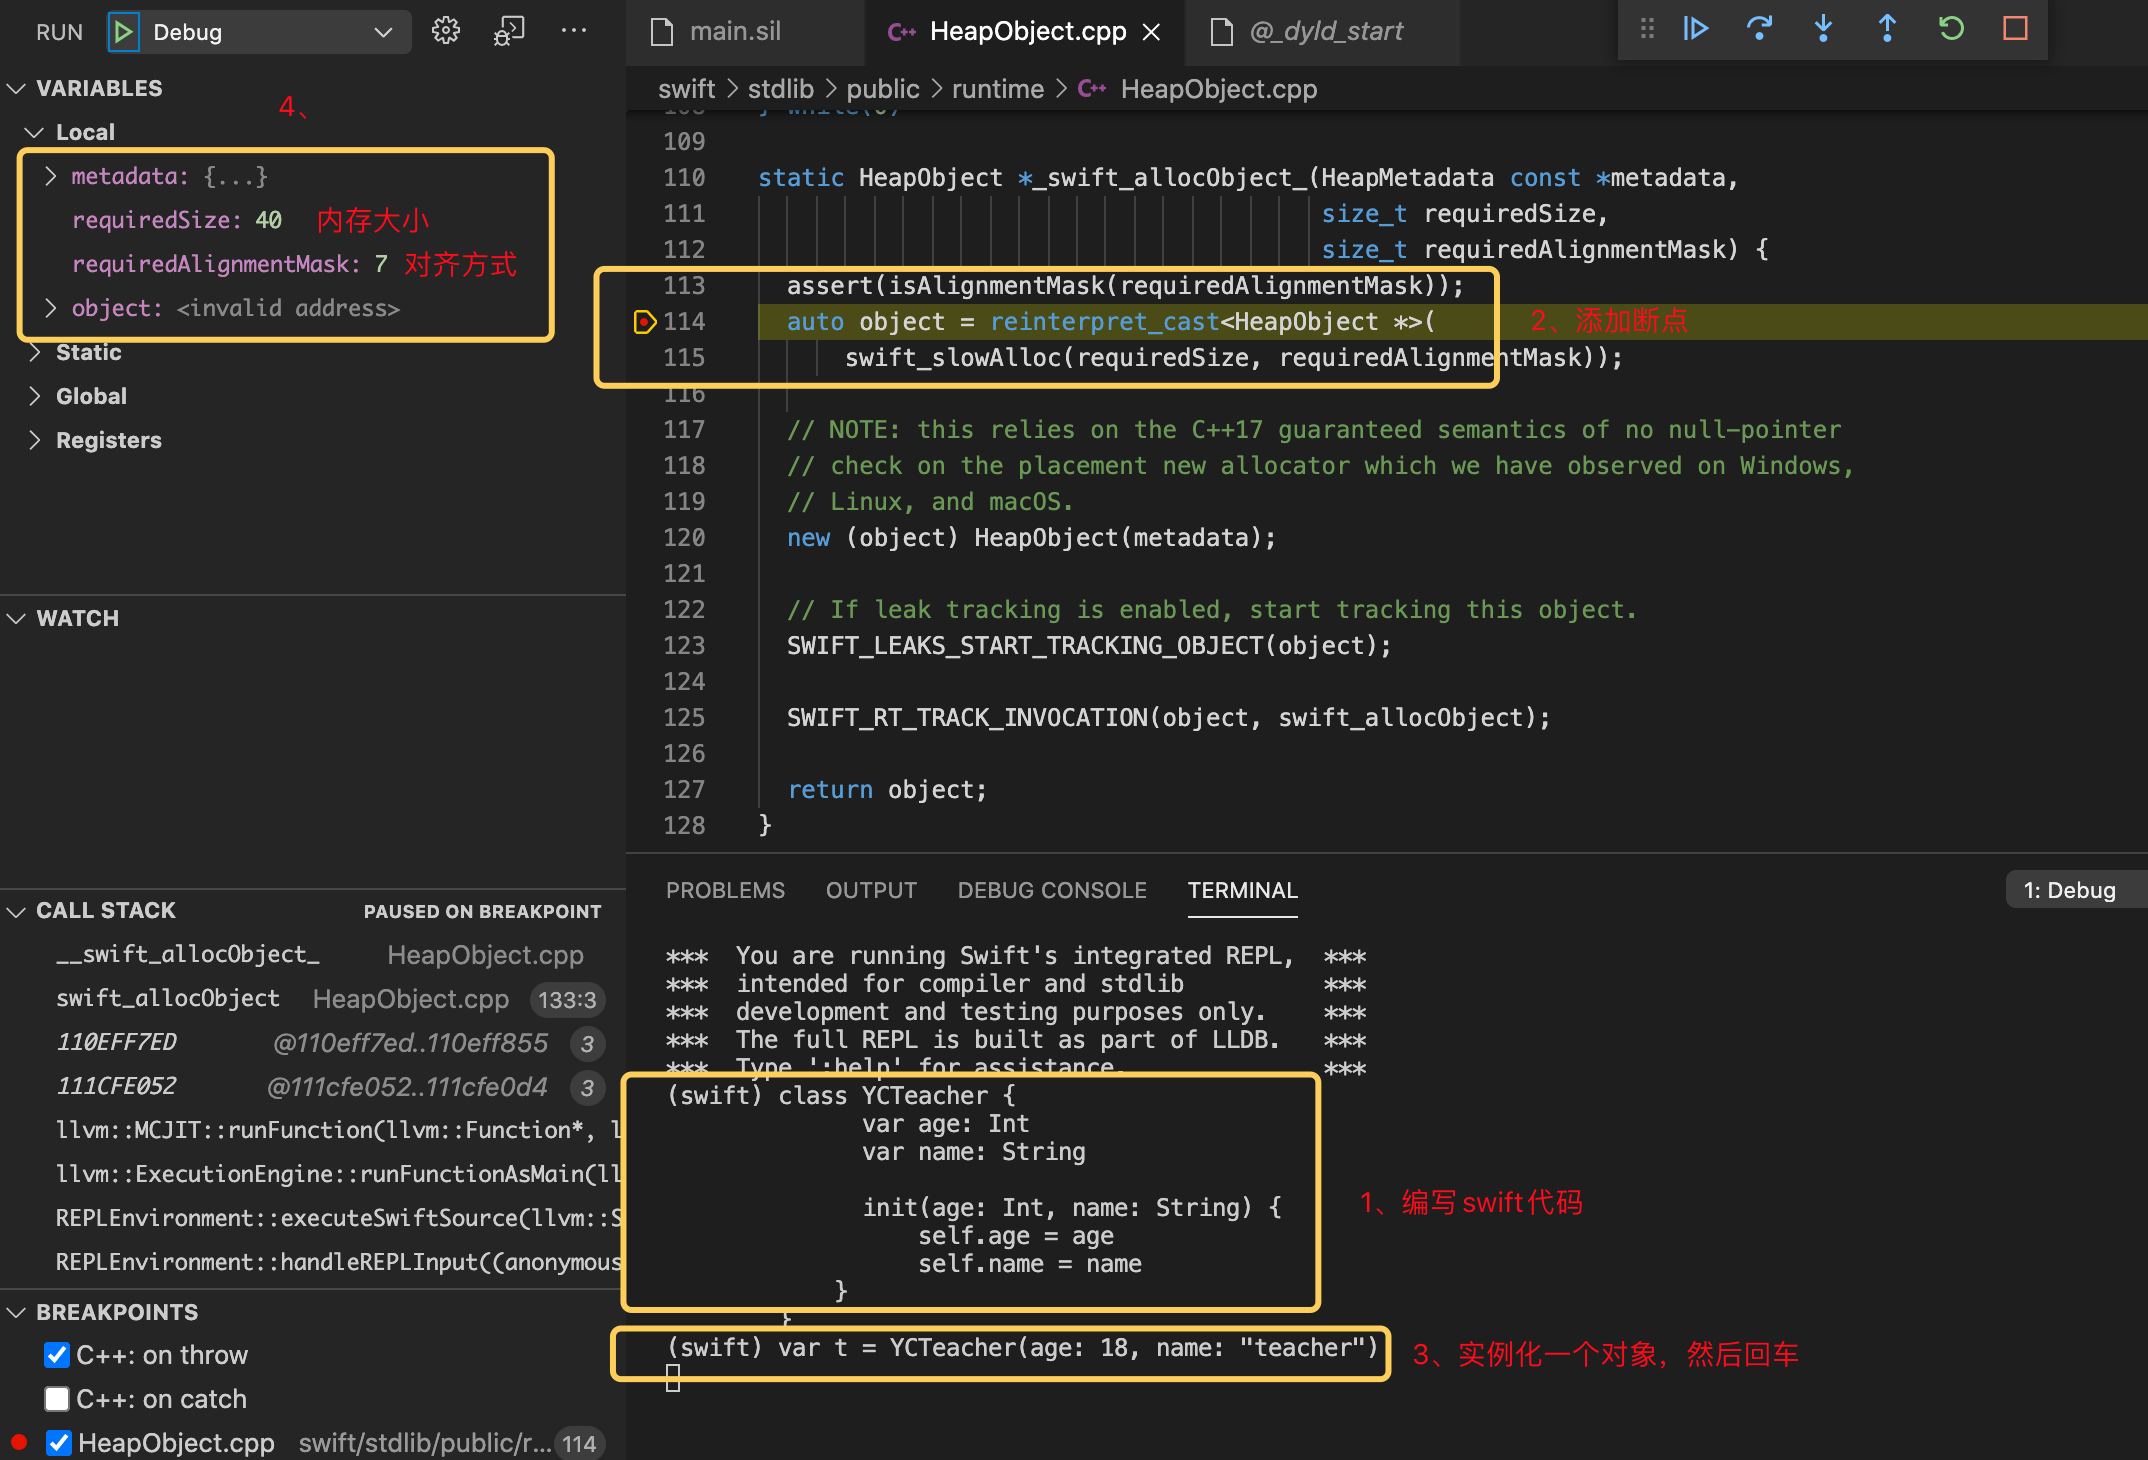 RUN Debug
main.sil HeapObject.cpp @_dyld_start
swift > stdlib > public > runtime > HeapObject.cpp
VARIABLES
4、
Local
metadata: {...}
requiredSize: 40 内存大小
requiredAlignmentMask: 7 对齐方式
object: <invalid address>
Static
Global
Registers
WATCH
CALL STACK PAUSED ON BREAKPOINT
__swift_allocObject_ HeapObject.cpp
swift_allocObject HeapObject.cpp 133:3
110EFF7ED @110eff7ed..110eff855 3
111CFE052 @111cfe052..111cfe0d4 3
llvm::MCJIT::runFunction(llvm::Function*, l
llvm::ExecutionEngine::runFunctionAsMain(ll
REPLEnvironment::executeSwiftSource(llvm::S
REPLEnvironment::handleREPLInput((anonymous
BREAKPOINTS
C++: on throw
C++: on catch
HeapObject.cpp swift/stdlib/public/r... 114
108 } while(0)
109
110 static HeapObject *_swift_allocObject_(HeapMetadata const *metadata,
111 size_t requiredSize,
112 size_t requiredAlignmentMask) {
113 assert(isAlignmentMask(requiredAlignmentMask));
114 auto object = reinterpret_cast<HeapObject *>( 2、添加断点
115 swift_slowAlloc(requiredSize, requiredAlignmentMask));
116
117 // NOTE: this relies on the C++17 guaranteed semantics of no null-pointer
118 // check on the placement new allocator which we have observed on Windows,
119 // Linux, and macOS.
120 new (object) HeapObject(metadata);
121
122 // If leak tracking is enabled, start tracking this object.
123 SWIFT_LEAKS_START_TRACKING_OBJECT(object);
124
125 SWIFT_RT_TRACK_INVOCATION(object, swift_allocObject);
126
127 return object;
128 }
PROBLEMS OUTPUT DEBUG CONSOLE TERMINAL 1: Debug
*** You are running Swift's integrated REPL, ***
*** intended for compiler and stdlib ***
*** development and testing purposes only. ***
*** The full REPL is built as part of LLDB. ***
*** Type ':help' for assistance. ***
(swift) class YCTeacher {
var age: Int
var name: String
init(age: Int, name: String) {
self.age = age
self.name = name
}
}
1、编写swift代码
(swift) var t = YCTeacher(age: 18, name: "teacher")
3、实例化一个对象，然后回车